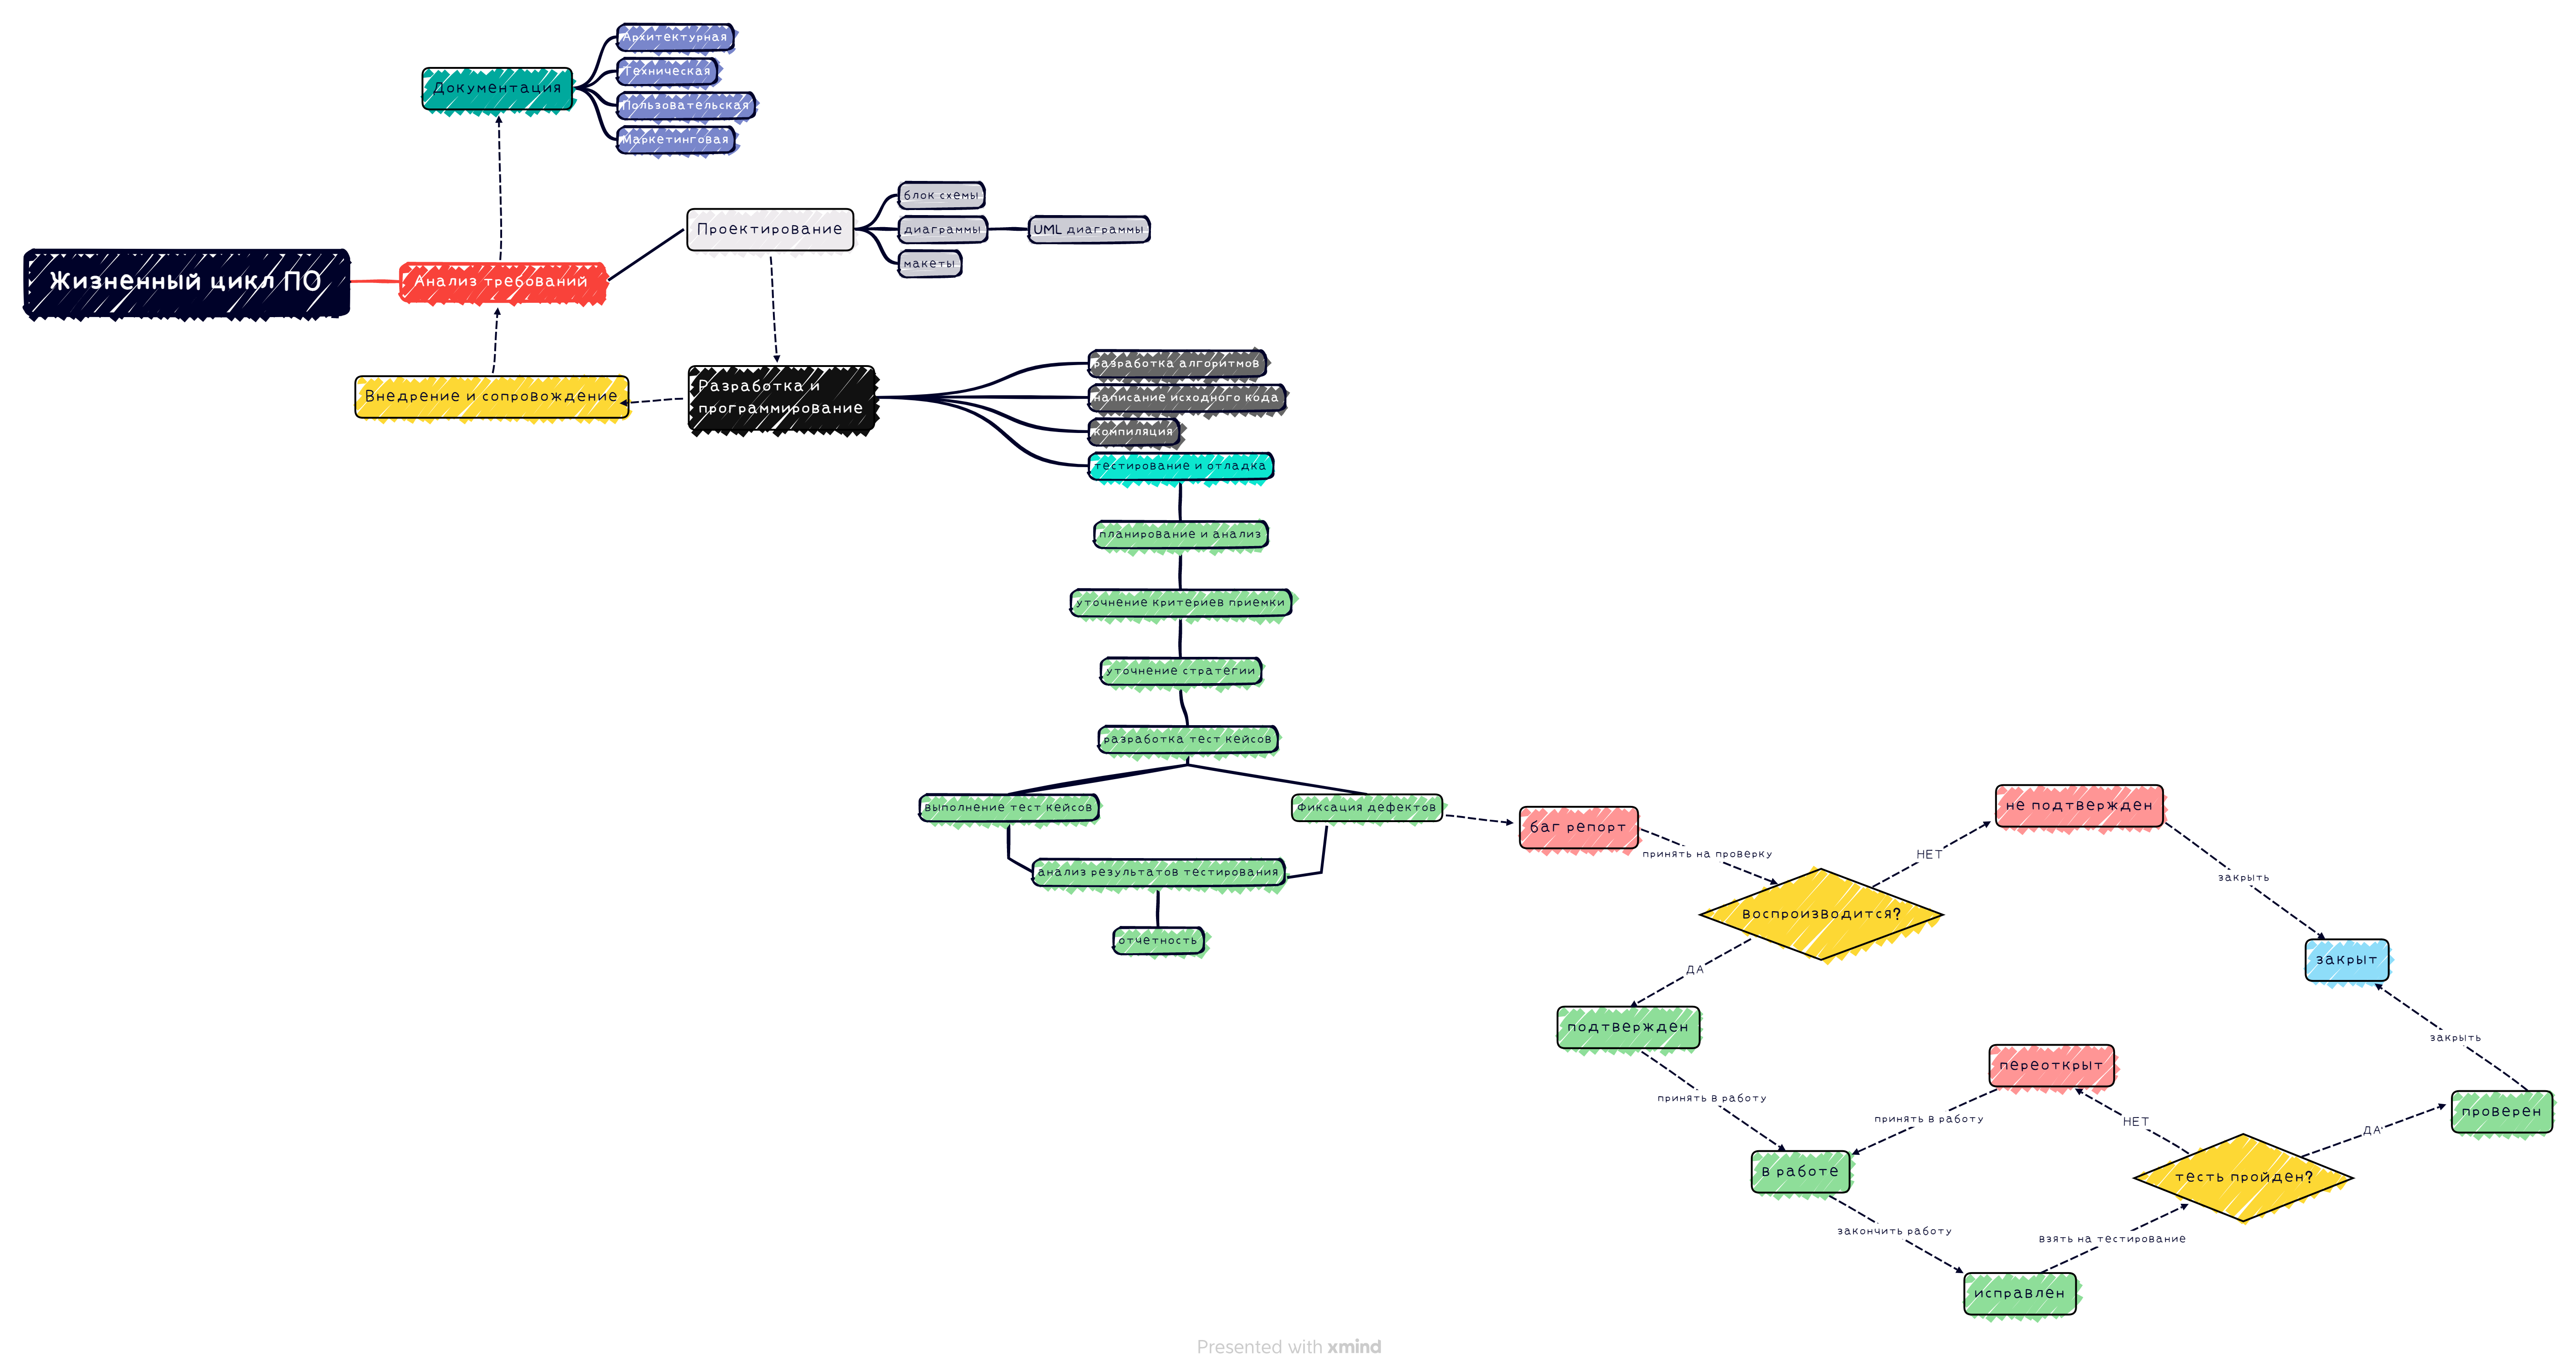 Архитектурная
Техническая
Документация
Пользовательская
Маркетинговая
блок схемы
Проектирование
диаграммы
UML диаграммы
макеты
Жизненный цикл ПО
Анализ требований
Внедрение и сопровождение
Разработка и
программирование
разработка алгоритмов
написание исходного кода
компиляция
тестирование и отладка
планирование и анализ
уточнение критериев приемки
уточнение стратегии
разработка тест кейсов
выполнение тест кейсов
фиксация дефектов
анализ результатов тестирования
отчетность
баг репорт
принять на проверку
воспроизводится?
НЕТ
не подтвержден
закрыть
закрыт
ДА
подтвержден
принять в работу
в работе
закончить работу
исправлен
взять на тестирование
тесть пройден?
НЕТ
переоткрыт
принять в работу
ДА
проверен
закрыть
Presented with xmind